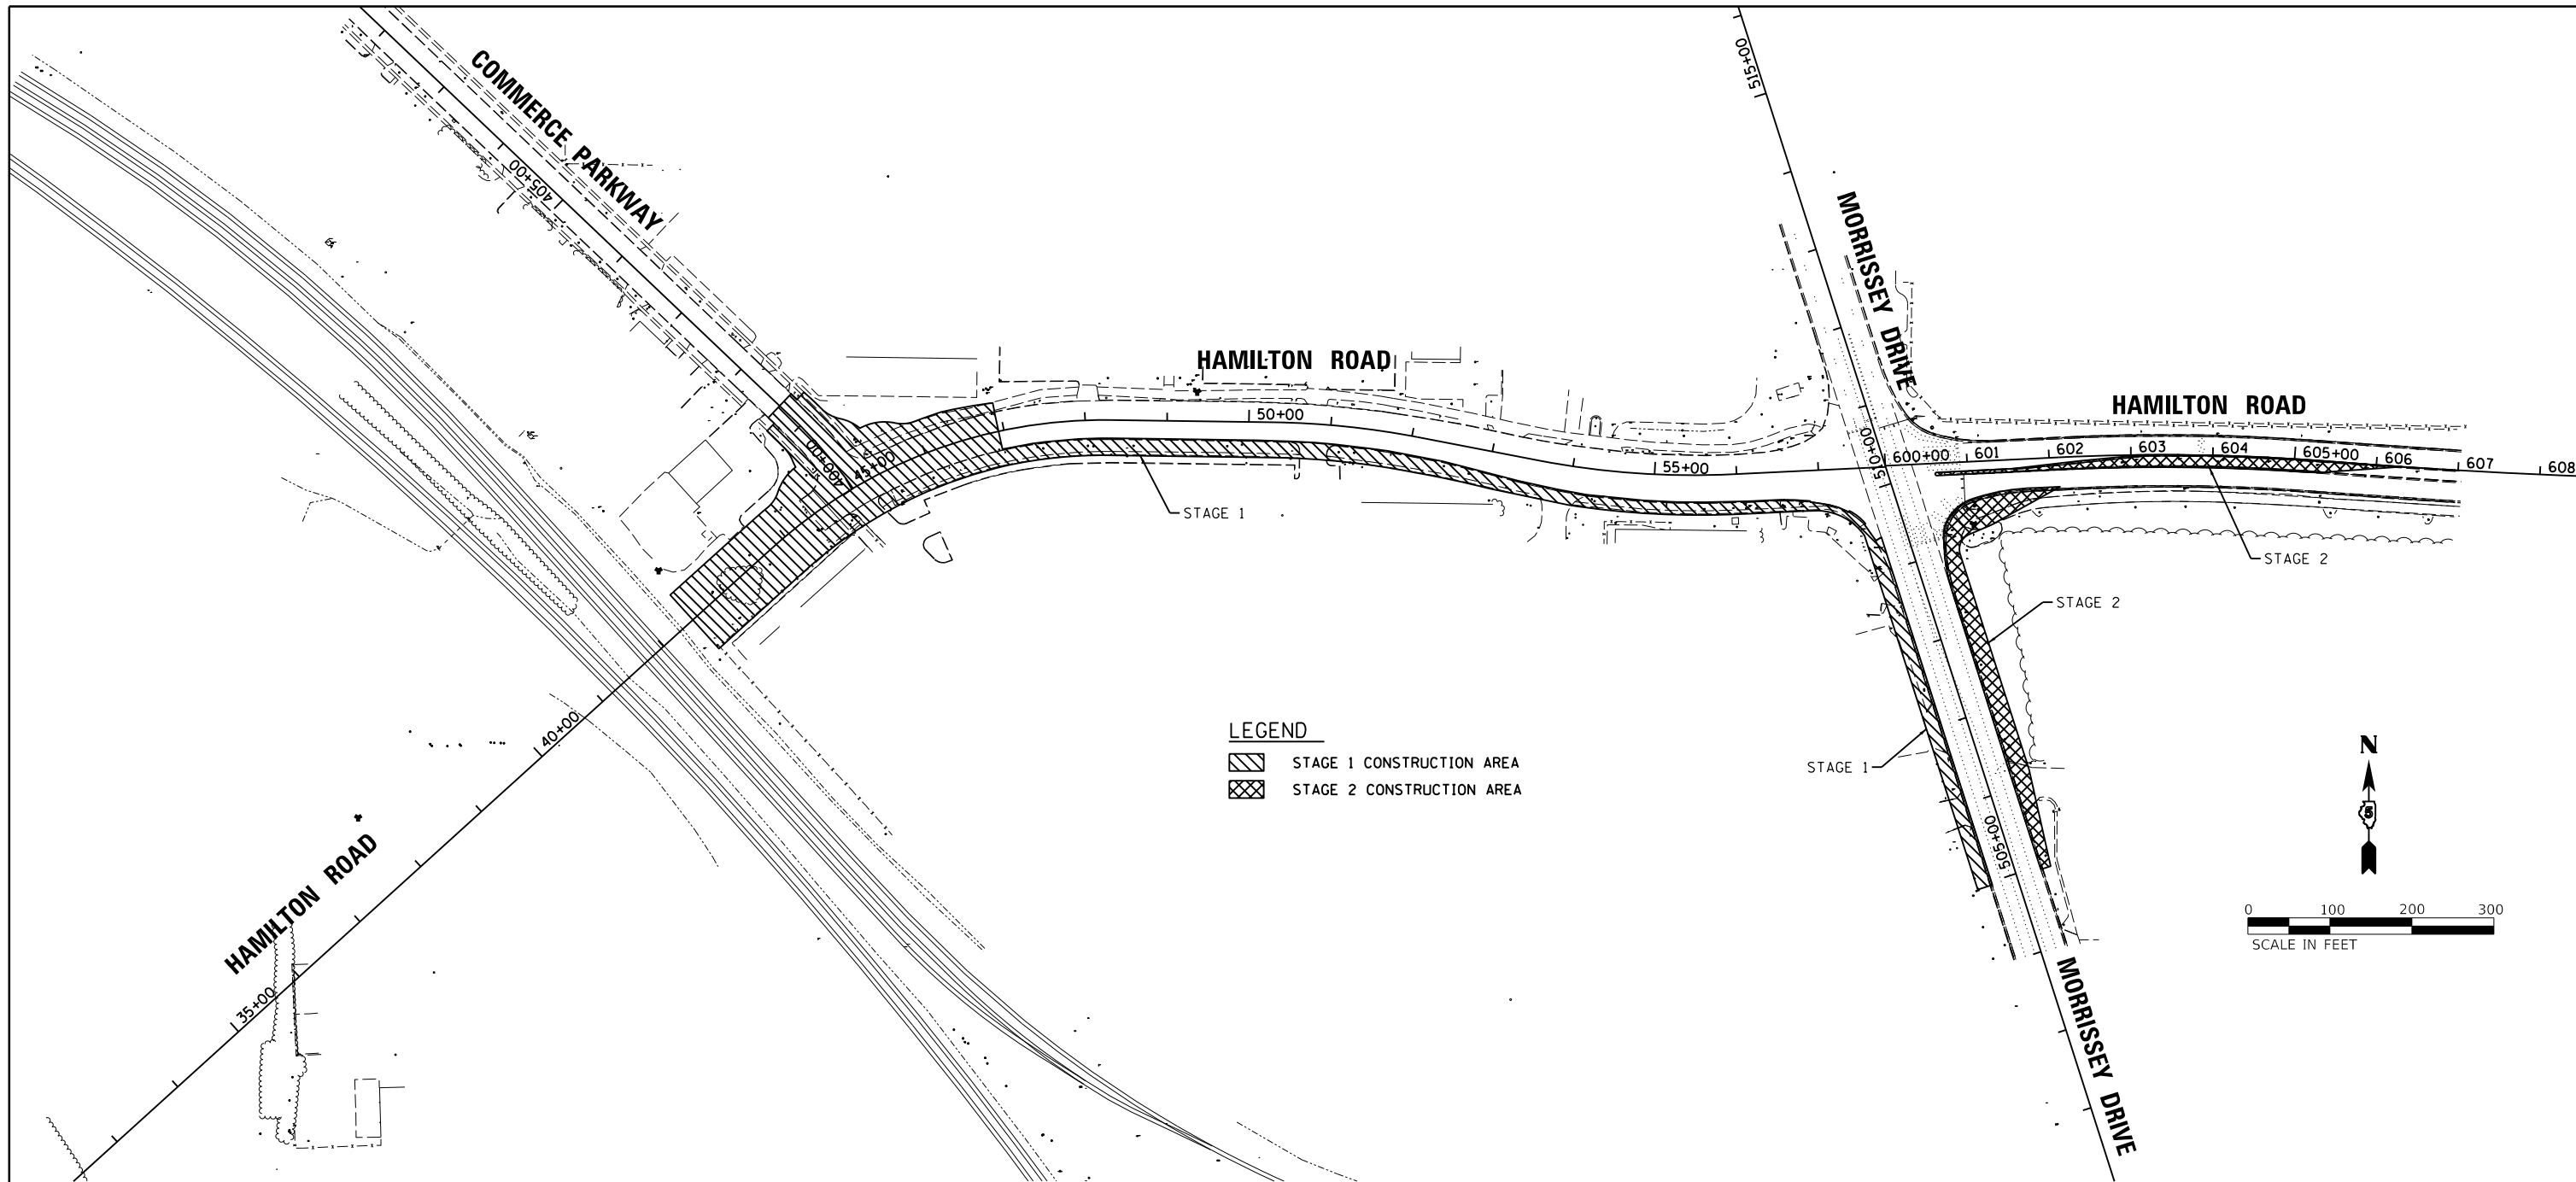 COMMERCE PARKWAY
405+00
400+00
45+00
HAMILTON ROAD
50+00
STAGE 1
55+00
515+00
MORRISSEY DRIVE
510+00
HAMILTON ROAD
600+00
601
602
603
604
605+00
606
607
608
STAGE 2
STAGE 2
STAGE 1
505+00
MORRISSEY DRIVE
40+00
HAMILTON ROAD
35+00
LEGEND
STAGE 1 CONSTRUCTION AREA
STAGE 2 CONSTRUCTION AREA
N
5
0 100 200 300
SCALE IN FEET